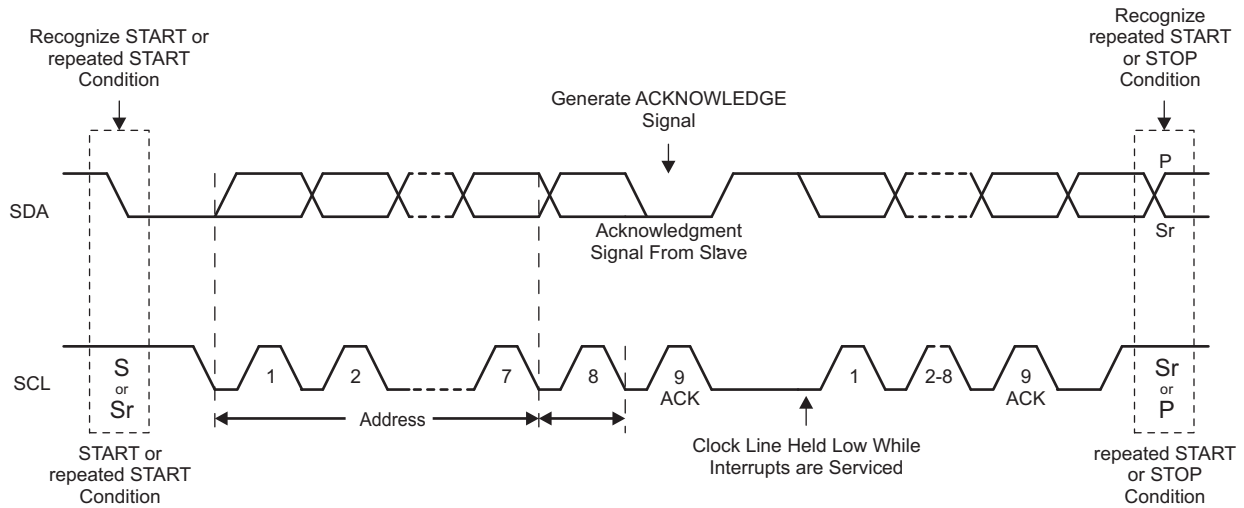 Recognize START or
repeated START
Condition
Recognize
repeated START
or STOP
Condition
Generate ACKNOWLEDGE
Signal
P
SDA
Acknowledgment
Signal From Slave
Sr
S
or
Sr
SCL
1
2
7
8
9
ACK
1
2-8
9
ACK
Sr
or
P
Address
START or
repeated START
Condition
Clock Line Held Low While
Interrupts are Serviced
repeated START
or STOP
Condition